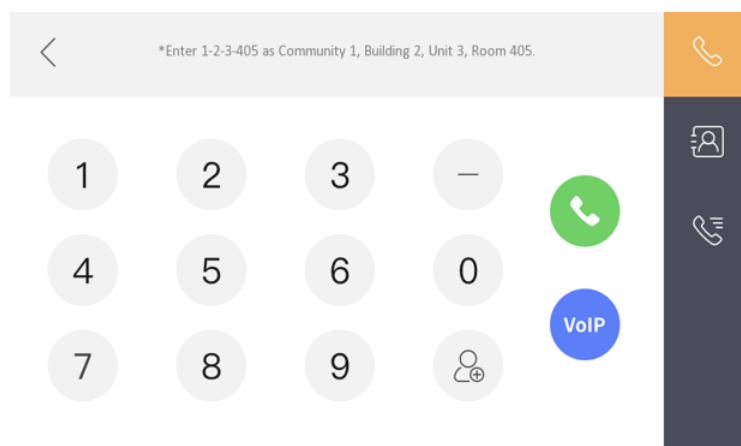 *Enter 1-2-3-405 as Community 1, Building 2, Unit 3, Room 405.
1 2 3 —
4 5 6 0
VoIP
7 8 9